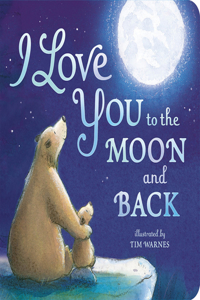 I Love
You to the
MOON
and
BACK
illustrated by
TIM WARNES